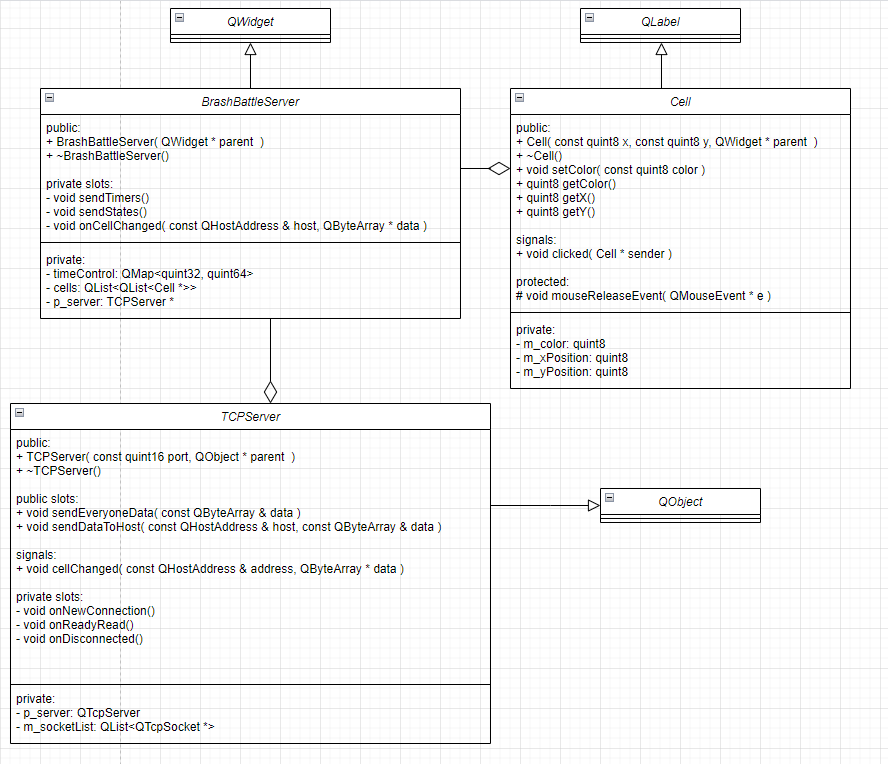 QWidget
QLabel
BrashBattleServer
public:
+ BrashBattleServer( QWidget * parent  )
+ ~BrashBattleServer()
private slots:
- void sendTimers()
- void sendStates()
- void onCellChanged( const QHostAddress & host, QByteArray * data )
private:
- timeControl: QMap<quint32, quint64>
- cells: QList<QList<Cell *>>
- p_server: TCPServer *
Cell
public:
+ Cell( const quint8 x, const quint8 y, QWidget * parent  )
+ ~Cell()
+ void setColor( const quint8 color )
+ quint8 getColor()
+ quint8 getX()
+ quint8 getY()
signals:
+ void clicked( Cell * sender )
protected:
# void mouseReleaseEvent( QMouseEvent * e )
private:
- m_color: quint8
- m_xPosition: quint8
- m_yPosition: quint8
TCPServer
public:
+ TCPServer( const quint16 port, QObject * parent  )
+ ~TCPServer()
public slots:
+ void sendEveryoneData( const QByteArray & data )
+ void sendDataToHost( const QHostAddress & host, const QByteArray & data )
signals:
+ void cellChanged( const QHostAddress & address, QByteArray * data )
private slots:
- void onNewConnection()
- void onReadyRead()
- void onDisconnected()
private:
- p_server: QTcpServer
- m_socketList: QList<QTcpSocket *>
QObject